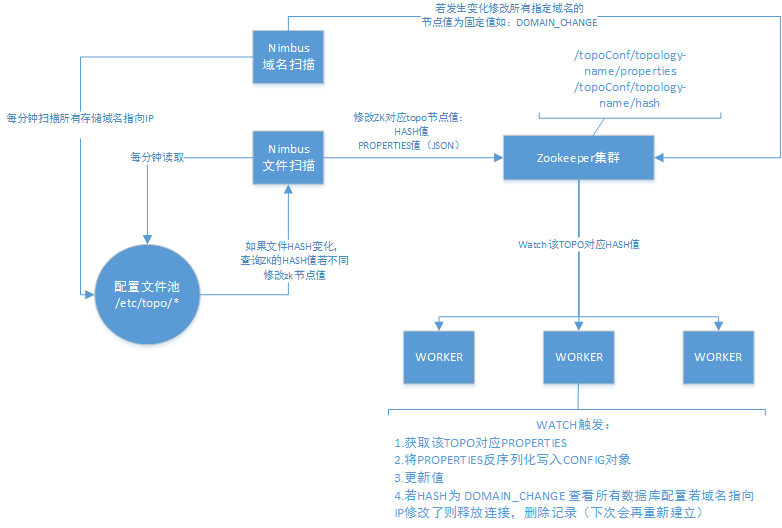 若发生变化修改所有指定域名的
节点值为固定值如：DOMAIN_CHANGE
Nimbus
域名扫描
/topoConf/topology-
name/properties
/topoConf/topology-
name/hash
每分钟扫描所有存储域名指向IP
修改ZK对应topo节点值：
HASH值
PROPERTIES值（JSON）
Nimbus
文件扫描
每分钟读取
Zookeeper集群
如果文件HASH变化，
查询ZK的HASH值若不同
修改zk节点值
Watch该TOPO对应HASH值
配置文件池
/etc/topo/*
WORKER
WORKER
WORKER
WATCH触发：
1.获取该TOPO对应PROPERTIES
2.将PROPERTIES反序列化写入CONFIG对象
3.更新值
4.若HASH为 DOMAIN_CHANGE 查看所有数据库配置若域名指向
IP修改了则释放连接，删除记录（下次会再重新建立）